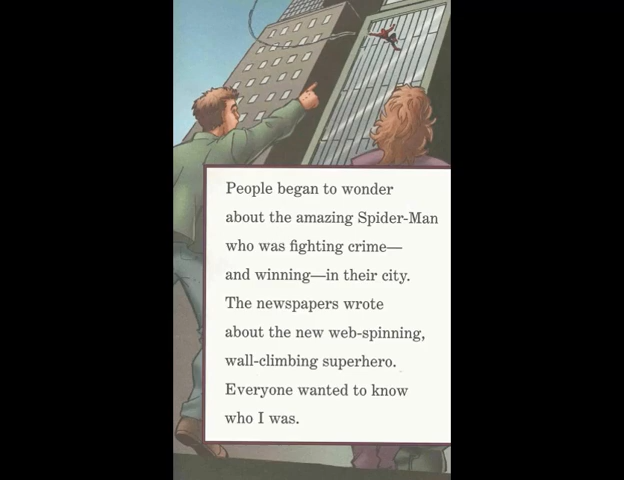 People began to wonder
about the amazing Spider-Man
who was fighting crime—
and winning—in their city.
The newspapers wrote
about the new web-spinning,
wall-climbing superhero.
Everyone wanted to know
who I was.